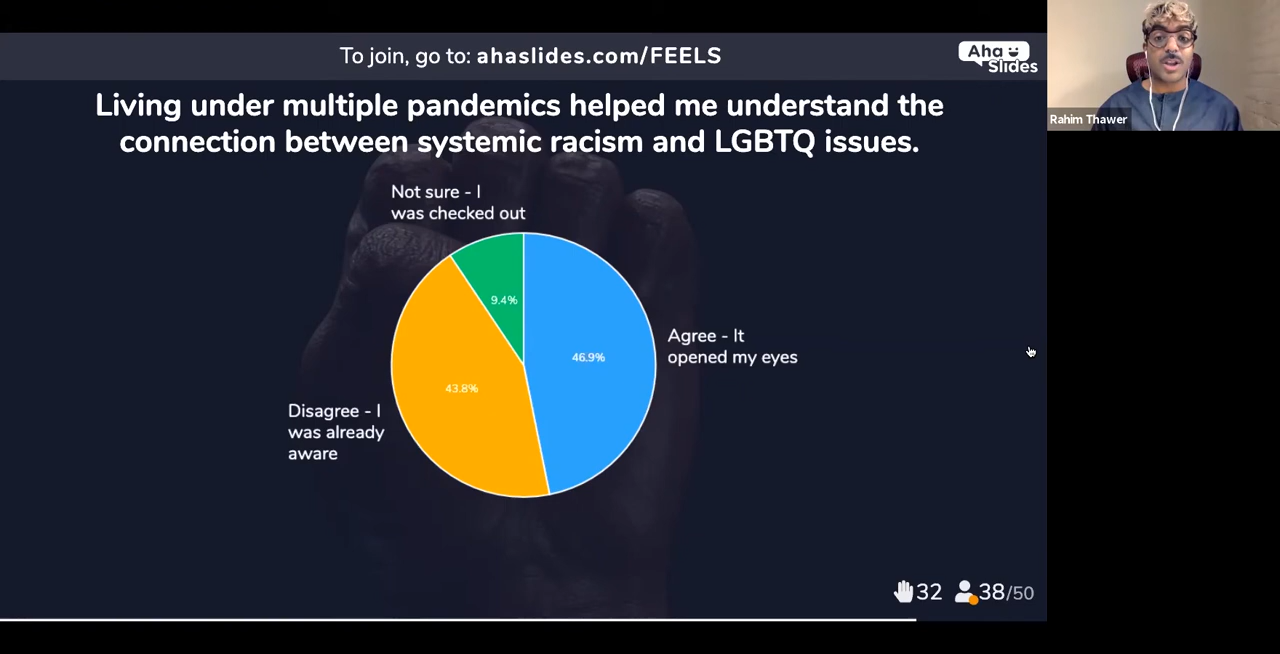 To join, go to: ahaslides.com/FEELS
Aha
Slides
Rahim Thawer
Living under multiple pandemics helped me understand the
connection between systemic racism and LGBTQ issues.
Not sure - I
was checked out
9.4%
Agree - It
opened my eyes
46.9%
43.8%
Disagree - I
was already
aware
32
38/50